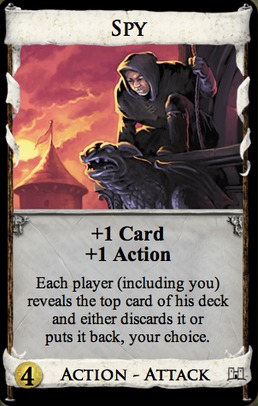 Spy
+1 Card
+1 Action
Each player (including you)
reveals the top card of his deck
and either discards it or
puts it back, your choice.
4 Action - Attack